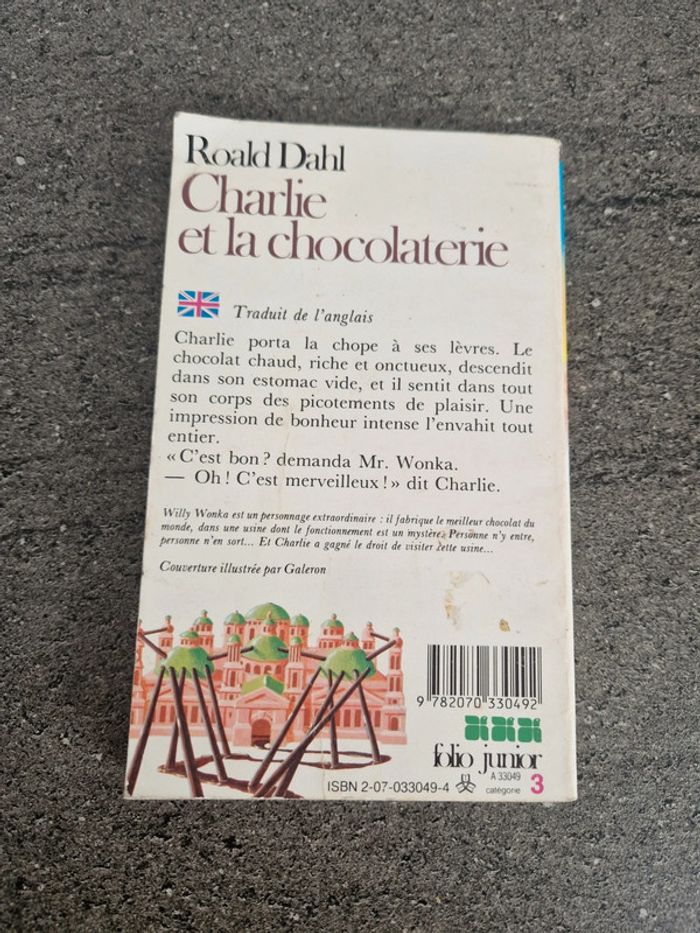 Roald Dahl
Charlie
et la chocolaterie
Traduit de l'anglais
Charlie porta la chope à ses lèvres. Le
chocolat chaud, riche et onctueux, descendit
dans son estomac vide, et il sentit dans tout
son corps des picotements de plaisir. Une
impression de bonheur intense l'envahit tout
entier.
«C'est bon? demanda Mr. Wonka.
— Oh! C'est merveilleux!» dit Charlie.
Willy Wonka est un personnage extraordinaire : il fabrique le meilleur chocolat du
monde, dans une usine dont le fonctionnement est un mystère. Personne n'y entre,
personne n'en sort... Et Charlie a gagné le droit de visiter cette usine...
Couverture illustrée par Galeron
9 782070 330492
folio junior
A 33049
ISBN 2-07-033049-4
catégorie 3